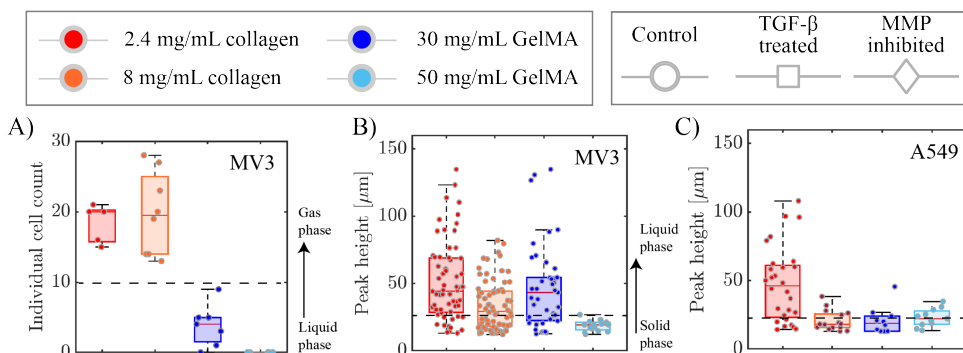 2.4 mg/mL collagen
30 mg/mL GelMA
8 mg/mL collagen
50 mg/mL GelMA
Control
TGF-β
treated
MMP
inhibited
A)
MV3
Individual cell count
30
20
10
0
Gas
phase
Liquid
phase
B)
MV3
Peak height [μm]
150
100
50
0
Liquid
phase
Solid
phase
C)
A549
Peak height [μm]
150
100
50
0